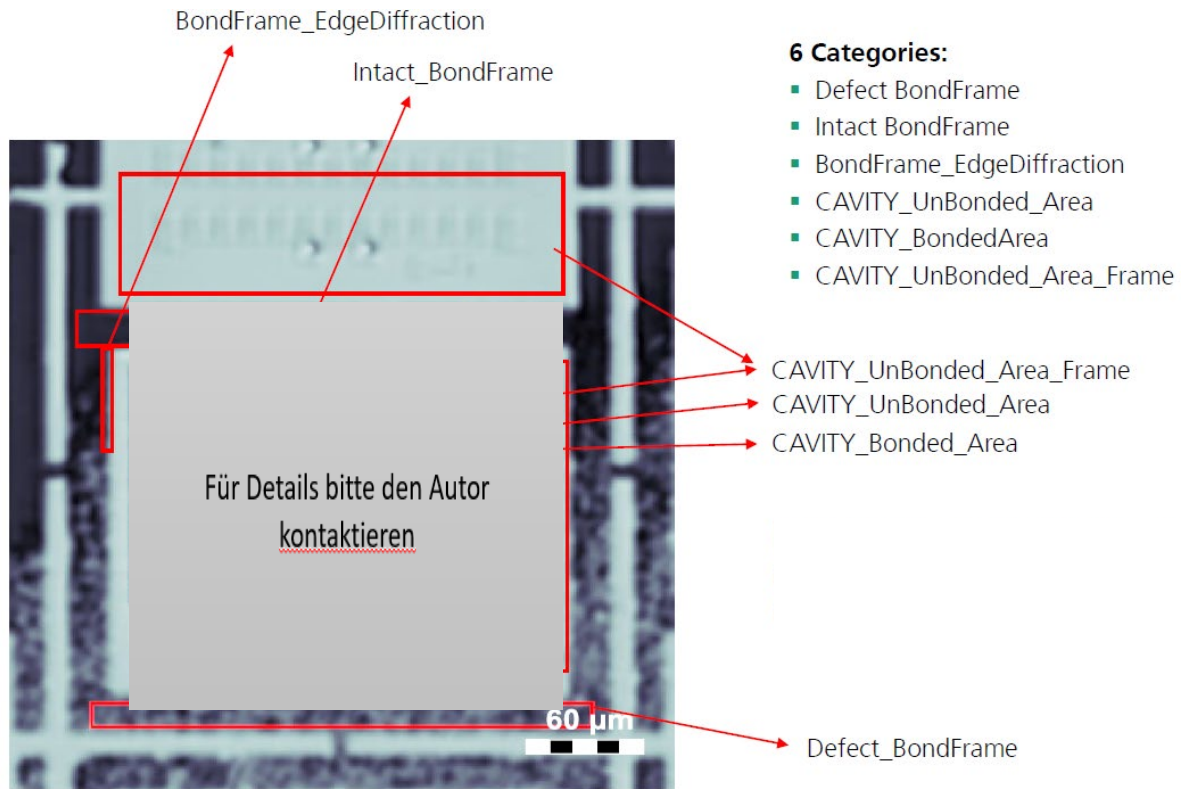 BondFrame_EdgeDiffraction
Intact_BondFrame
6 Categories:
▪ Defect BondFrame
▪ Intact BondFrame
▪ BondFrame_EdgeDiffraction
▪ CAVITY_UnBonded_Area
▪ CAVITY_BondedArea
▪ CAVITY_UnBonded_Area_Frame
CAVITY_UnBonded_Area_Frame
CAVITY_UnBonded_Area
CAVITY_Bonded_Area
Für Details bitte den Autor
kontaktieren
60 µm
Defect_BondFrame